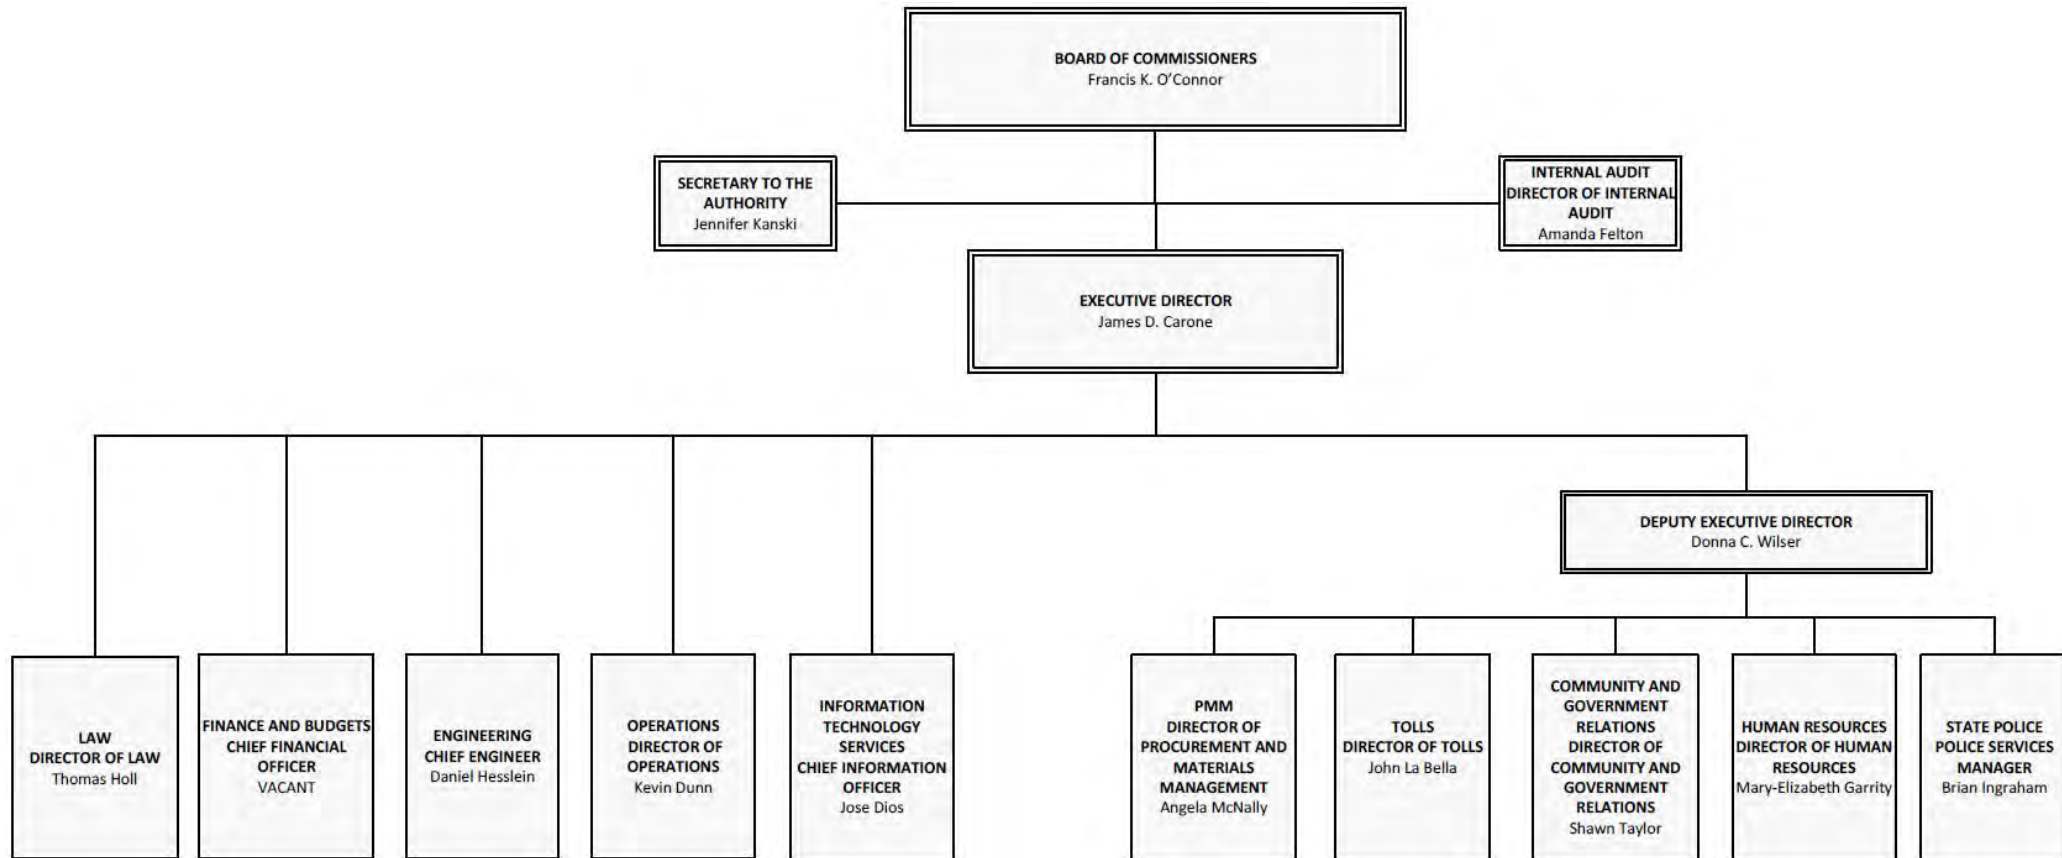 BOARD OF COMMISSIONERS
Francis K. O’Connor
SECRETARY TO THE
AUTHORITY
Jennifer Kanski
INTERNAL AUDIT
DIRECTOR OF INTERNAL
AUDIT
Amanda Felton
EXECUTIVE DIRECTOR
James D. Carone
DEPUTY EXECUTIVE DIRECTOR
Donna C. Wilser
LAW
DIRECTOR OF LAW
Thomas Holl
FINANCE AND BUDGETS
CHIEF FINANCIAL
OFFICER
VACANT
ENGINEERING
CHIEF ENGINEER
Daniel Hesslein
OPERATIONS
DIRECTOR OF
OPERATIONS
Kevin Dunn
INFORMATION
TECHNOLOGY
SERVICES
CHIEF INFORMATION
OFFICER
Jose Dios
PMM
DIRECTOR OF
PROCUREMENT AND
MATERIALS
MANAGEMENT
Angela McNally
TOLLS
DIRECTOR OF TOLLS
John La Bella
COMMUNITY AND
GOVERNMENT
RELATIONS
DIRECTOR OF
COMMUNITY AND
GOVERNMENT
RELATIONS
Shawn Taylor
HUMAN RESOURCES
DIRECTOR OF HUMAN
RESOURCES
Mary-Elizabeth Garrity
STATE POLICE
POLICE SERVICES
MANAGER
Brian Ingraham